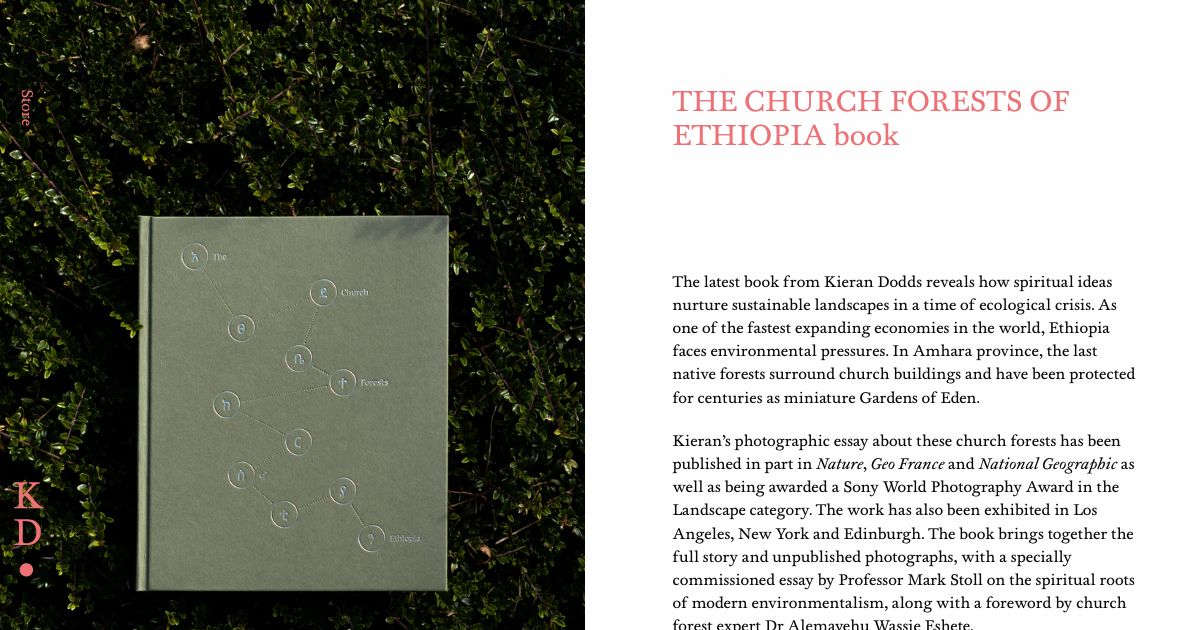 Store
K
D
The
Church
Forests
of
Ethiopia
THE CHURCH FORESTS OF
ETHIOPIA book
The latest book from Kieran Dodds reveals how spiritual ideas
nurture sustainable landscapes in a time of ecological crisis. As
one of the fastest expanding economies in the world, Ethiopia
faces environmental pressures. In Amhara province, the last
native forests surround church buildings and have been protected
for centuries as miniature Gardens of Eden.
Kieran’s photographic essay about these church forests has been
published in part in Nature, Geo France and National Geographic as
well as being awarded a Sony World Photography Award in the
Landscape category. The work has also been exhibited in Los
Angeles, New York and Edinburgh. The book brings together the
full story and unpublished photographs, with a specially
commissioned essay by Professor Mark Stoll on the spiritual roots
of modern environmentalism, along with a foreword by church
forest expert Dr Alemayehu Wassie Eshete.